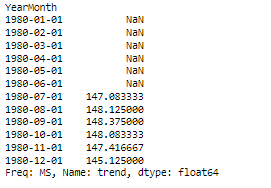 YearMonth
1980-01-01           NaN
1980-02-01           NaN
1980-03-01           NaN
1980-04-01           NaN
1980-05-01           NaN
1980-06-01           NaN
1980-07-01    147.083333
1980-08-01    148.125000
1980-09-01    148.375000
1980-10-01    148.083333
1980-11-01    147.416667
1980-12-01    145.125000
Freq: MS, Name: trend, dtype: float64